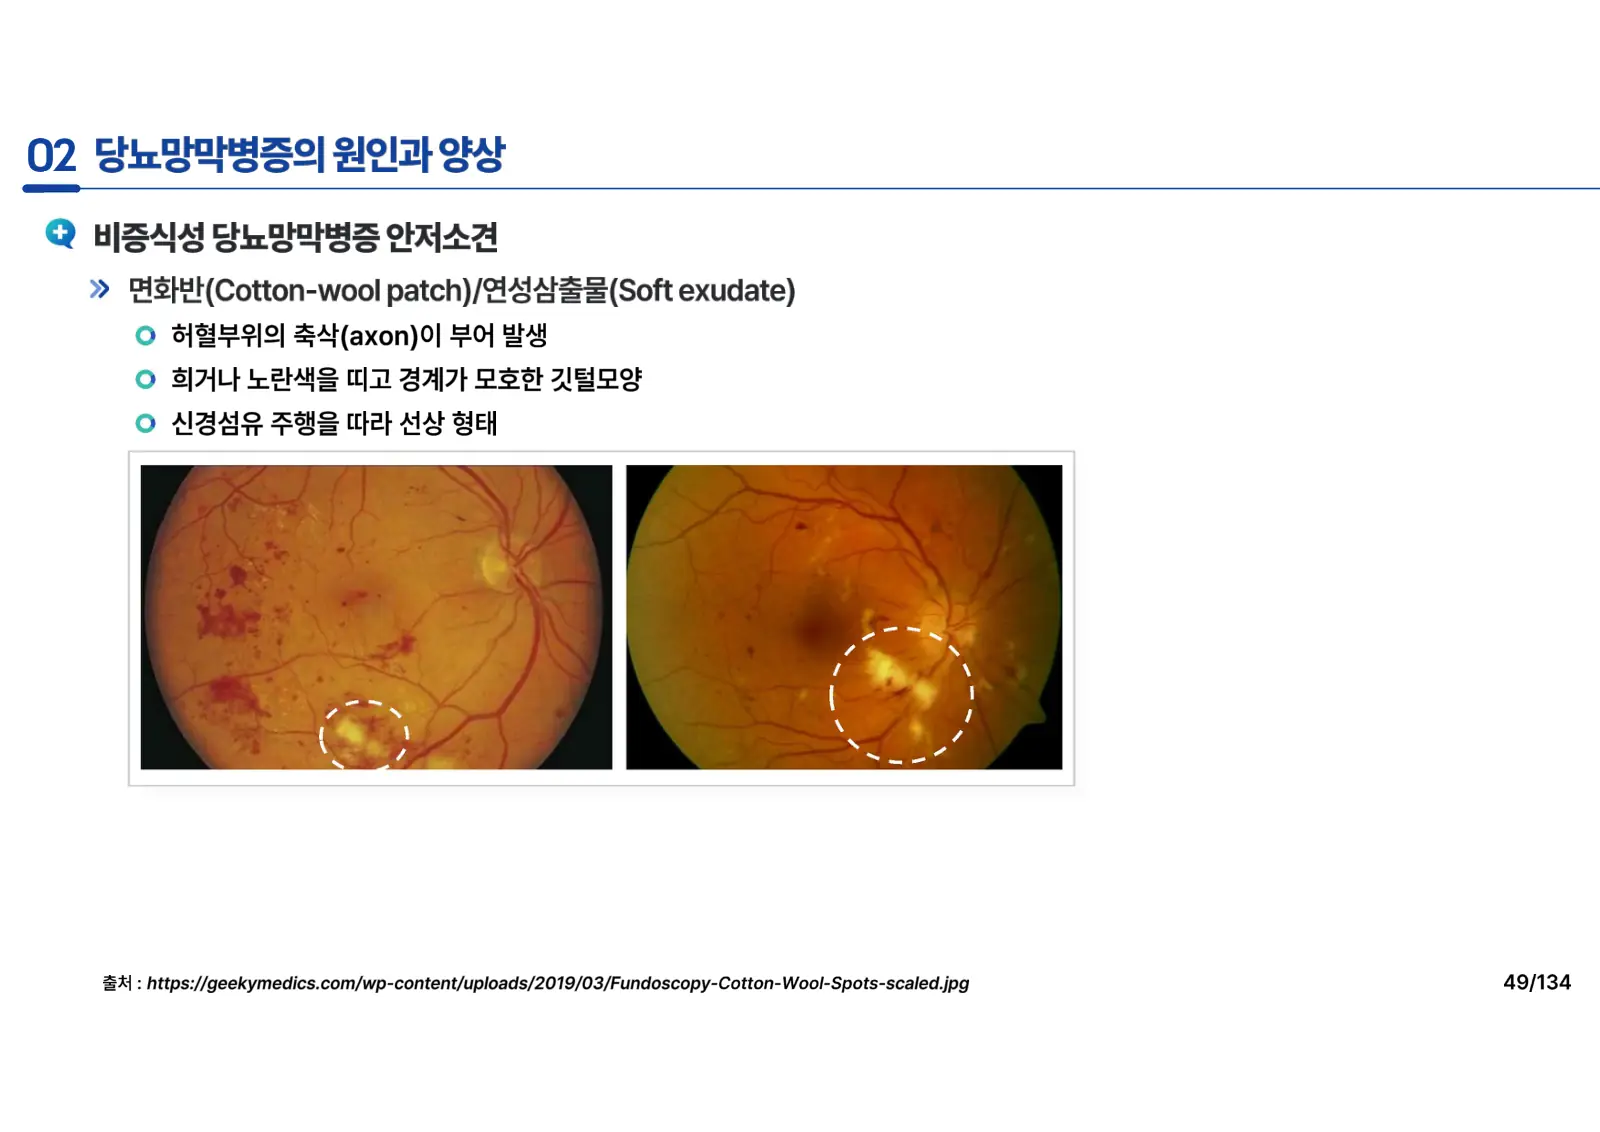 02 당뇨망막병증의 원인과 양상
비증식성 당뇨망막병증 안저소견
면화반(Cotton-wool patch)/연성삼출물(Soft exudate)
허혈부위의 축삭(axon)이 부어 발생
희거나 노란색을 띠고 경계가 모호한 깃털모양
신경섬유 주행을 따라 선상 형태
출처 : https://geekymedics.com/wp-content/uploads/2019/03/Fundoscopy-Cotton-Wool-Spots-scaled.jpg
49/134